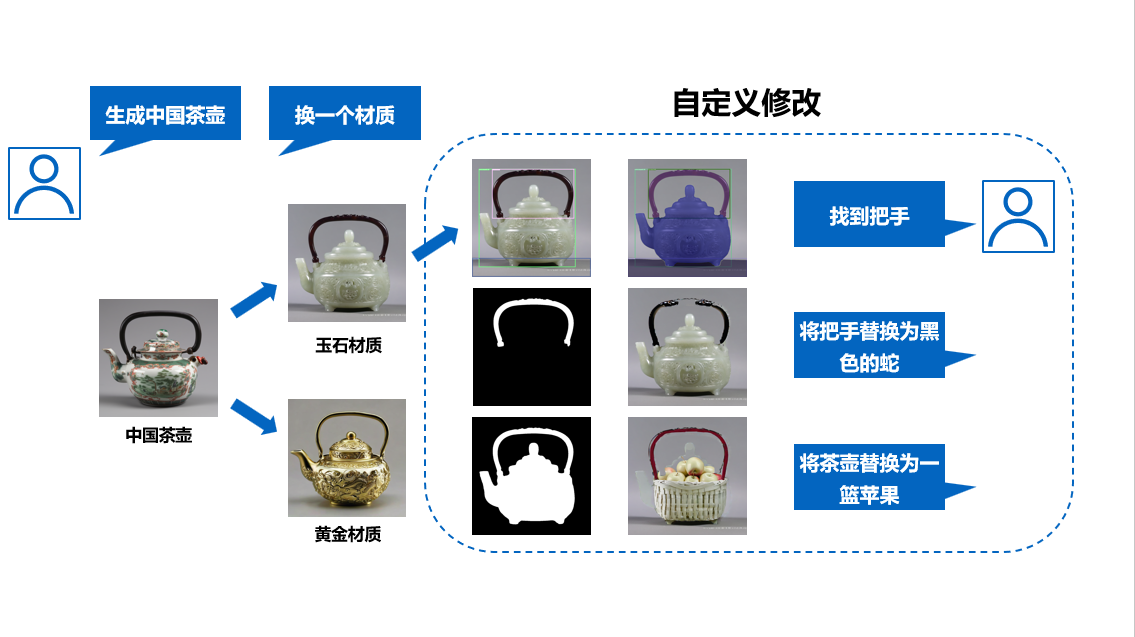 自定义修改
生成中国茶壶
换一个材质
找到把手
玉石材质
将把手替换为黑
色的蛇
中国茶壶
将茶壶替换为一
篮苹果
黄金材质